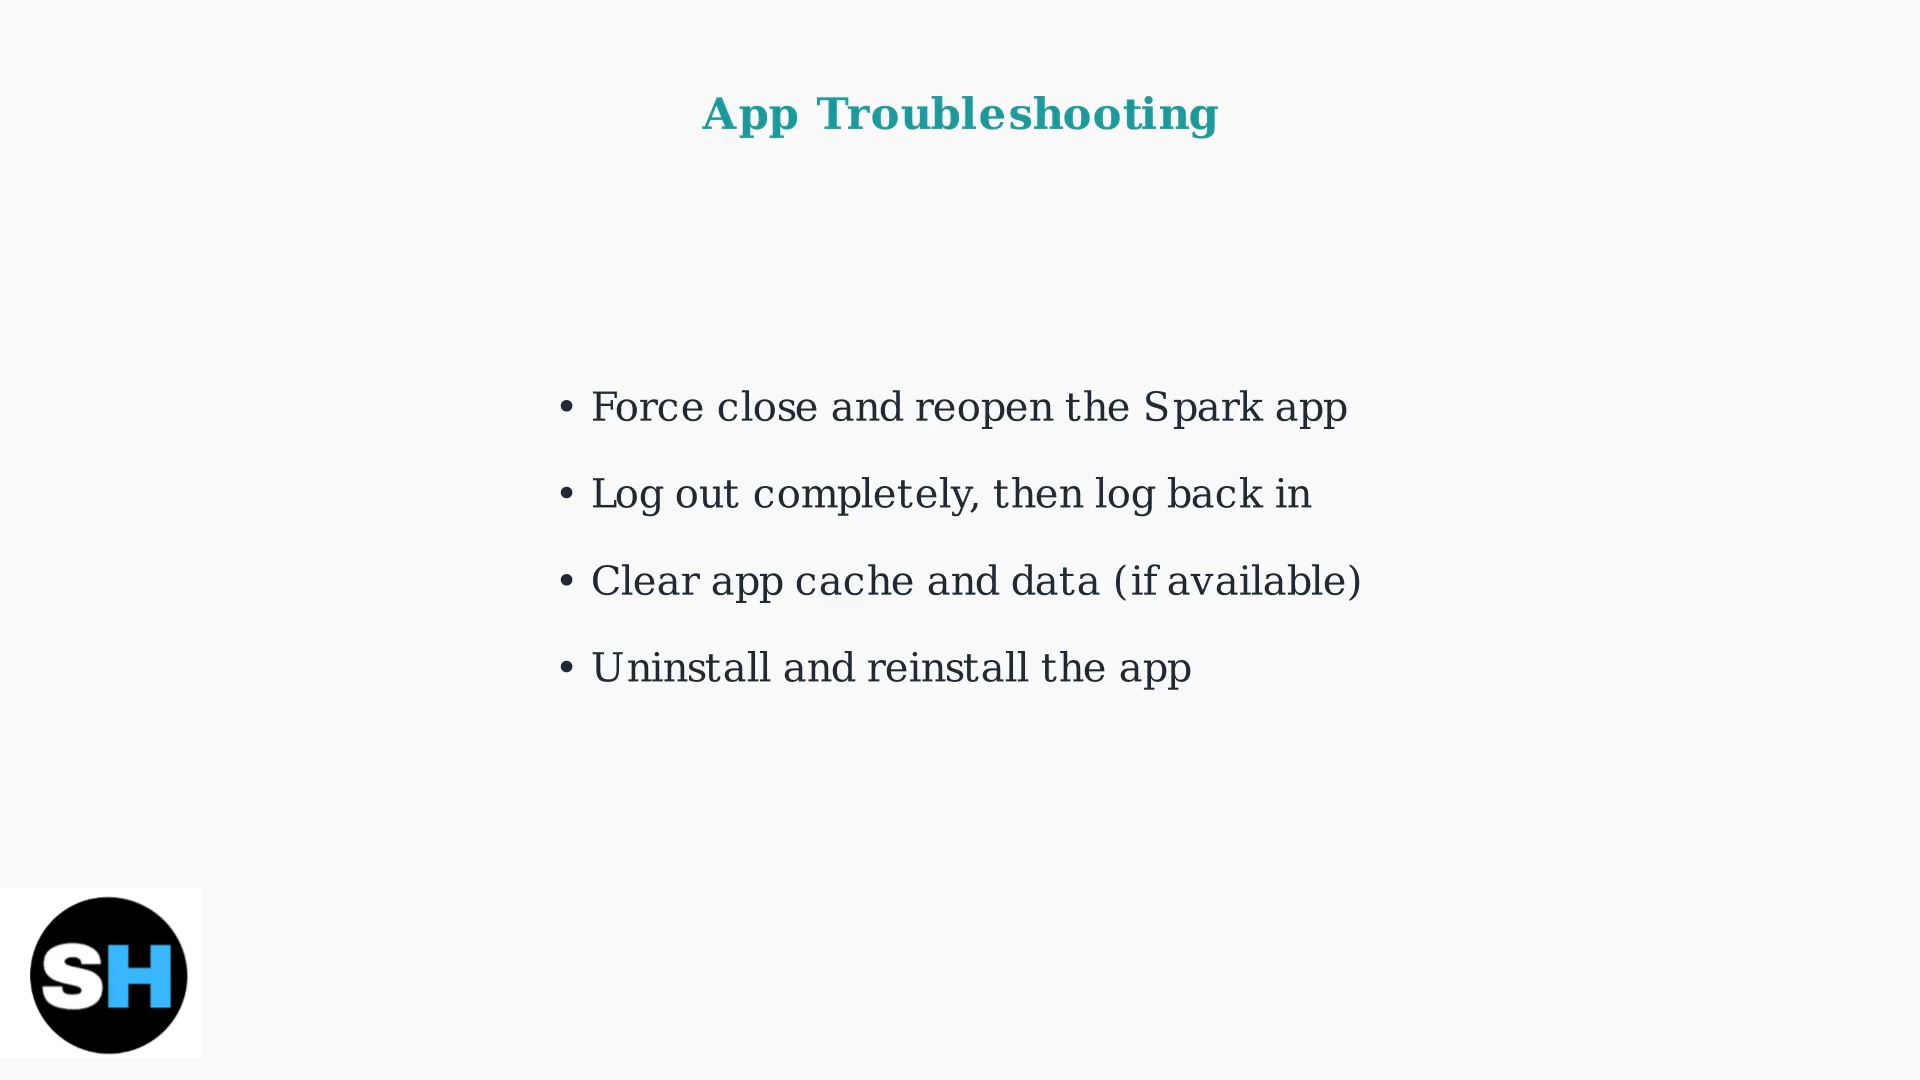 App Troubleshooting
• Force close and reopen the Spark app
• Log out completely, then log back in
• Clear app cache and data (if available)
• Uninstall and reinstall the app
SH